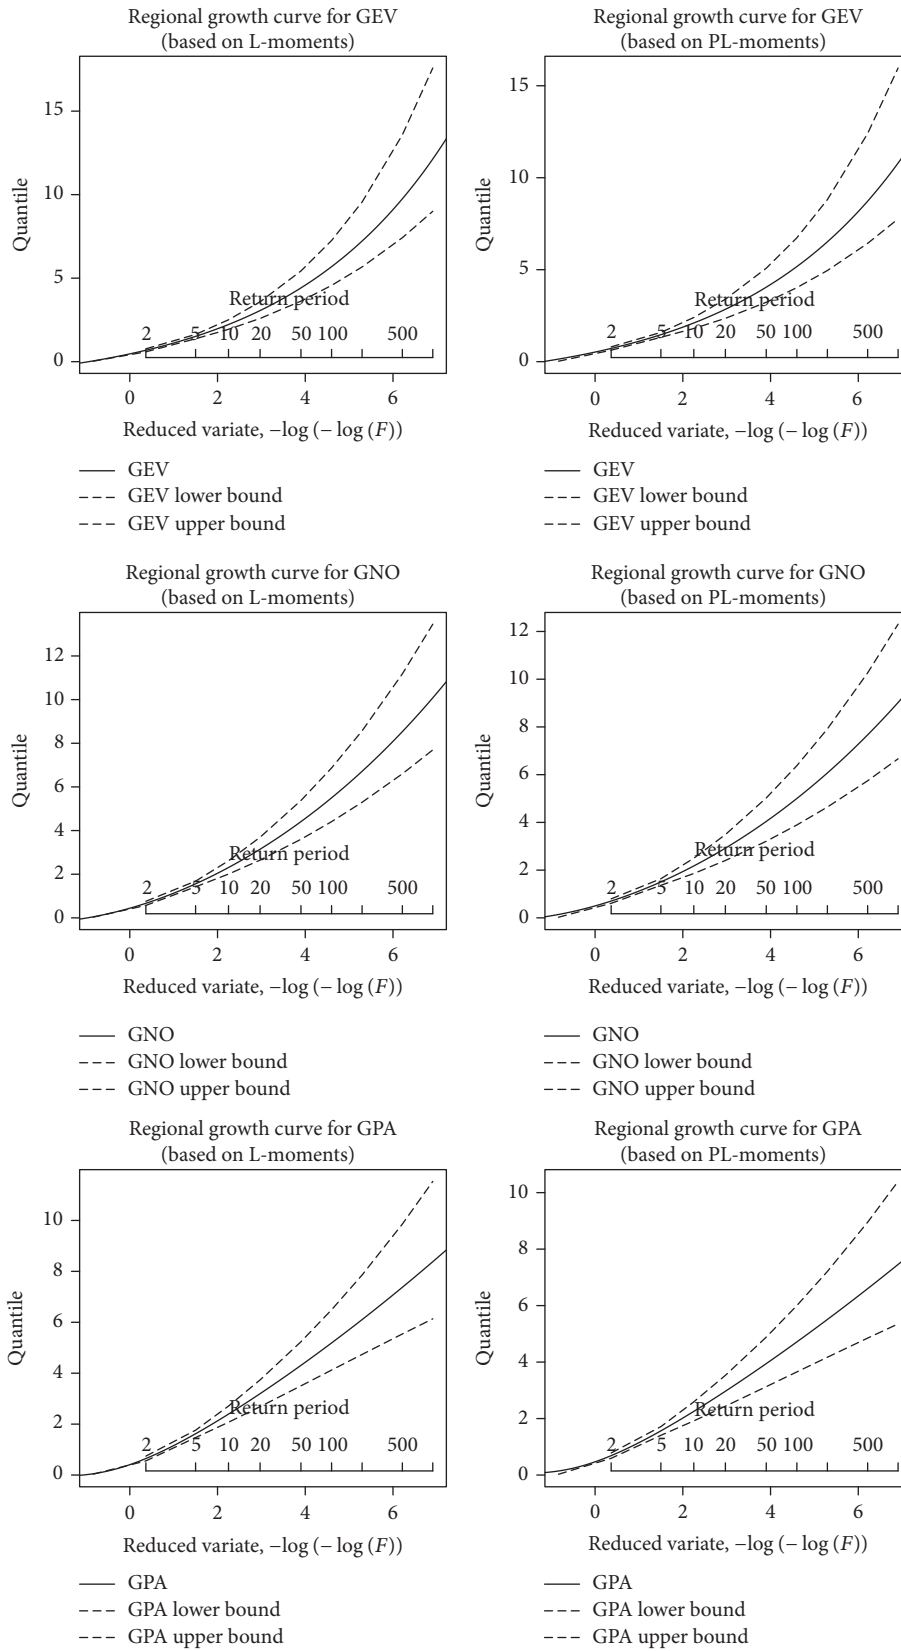 Regional growth curve for GEV
(based on L-moments)
15
10
5
0
Quantile
Return period
2 5 10 20 50 100 500
0 2 4 6
Reduced variate, −log (− log (F))
GEV
GEV lower bound
GEV upper bound
Regional growth curve for GEV
(based on PL-moments)
15
10
5
0
Quantile
Return period
2 5 10 20 50 100 500
0 2 4 6
Reduced variate, −log (− log (F))
GEV
GEV lower bound
GEV upper bound
Regional growth curve for GNO
(based on L-moments)
12
10
8
6
4
2
0
Quantile
Return period
2 5 10 20 50 100 500
0 2 4 6
Reduced variate, −log (− log (F))
GNO
GNO lower bound
GNO upper bound
Regional growth curve for GNO
(based on PL-moments)
12
10
8
6
4
2
0
Quantile
Return period
2 5 10 20 50 100 500
0 2 4 6
Reduced variate, −log (− log (F))
GNO
GNO lower bound
GNO upper bound
Regional growth curve for GPA
(based on L-moments)
10
8
6
4
2
0
Quantile
Return period
2 5 10 20 50 100 500
0 2 4 6
Reduced variate, −log (− log (F))
GPA
GPA lower bound
GPA upper bound
Regional growth curve for GPA
(based on PL-moments)
10
8
6
4
2
0
Quantile
Return period
2 5 10 20 50 100 500
0 2 4 6
Reduced variate, −log (− log (F))
GPA
GPA lower bound
GPA upper bound